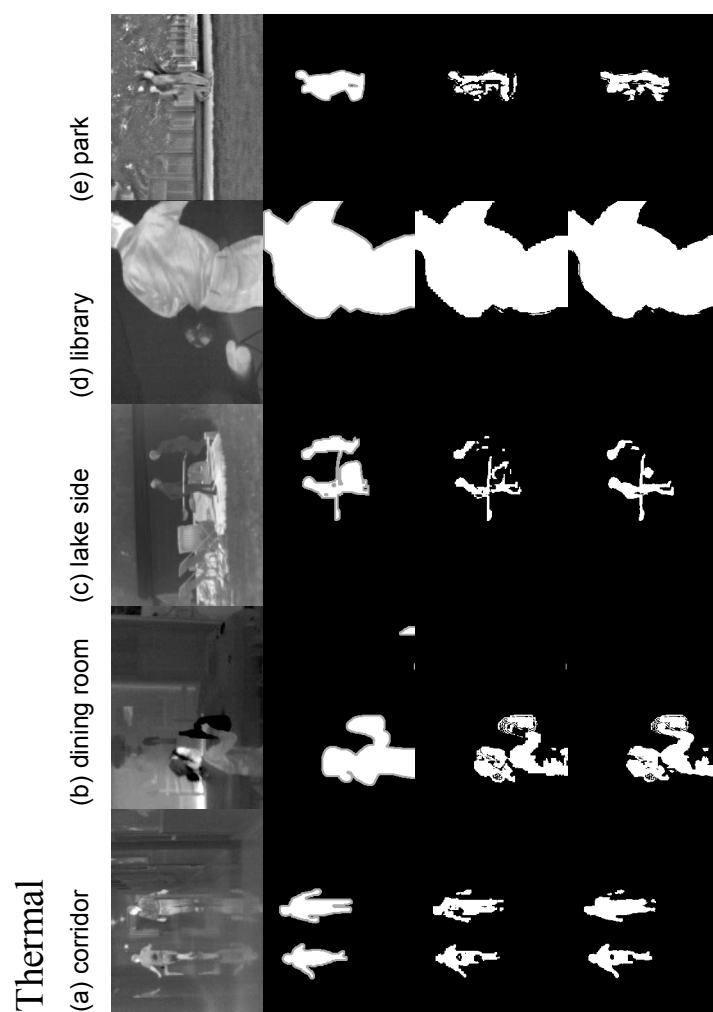 Thermal
(a) corridor
(b) dining room
(c) lake side
(d) library
(e) park